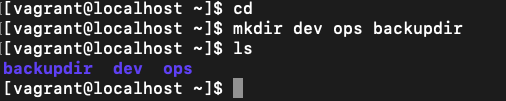 [vagrant@localhost ~]$ cd
[vagrant@localhost ~]$ mkdir dev ops backupdir
[vagrant@localhost ~]$ ls
backupdir dev ops
[vagrant@localhost ~]$